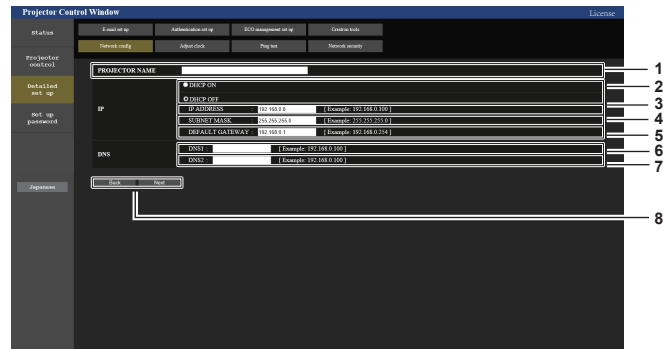 Projector Control Window License
Status
Projector control
Detailed set up
Set up password
Japanese
E-mail set up Authentication set up ECO management set up Crestron tools
Network config Adjust clock Ping test Network security
PROJECTOR NAME
IP
DHCP ON
DHCP OFF
IP ADDRESS : 192.168.0.8 [ Example: 192.168.0.100 ]
SUBNET MASK : 255.255.255.0 [ Example: 255.255.255.0 ]
DEFAULT GATEWAY : 192.168.0.1 [ Example: 192.168.0.254 ]
DNS
DNS1 : [ Example: 192.168.0.100 ]
DNS2 : [ Example: 192.168.0.100 ]
Back Next
1
2
3
4
5
6
7
8